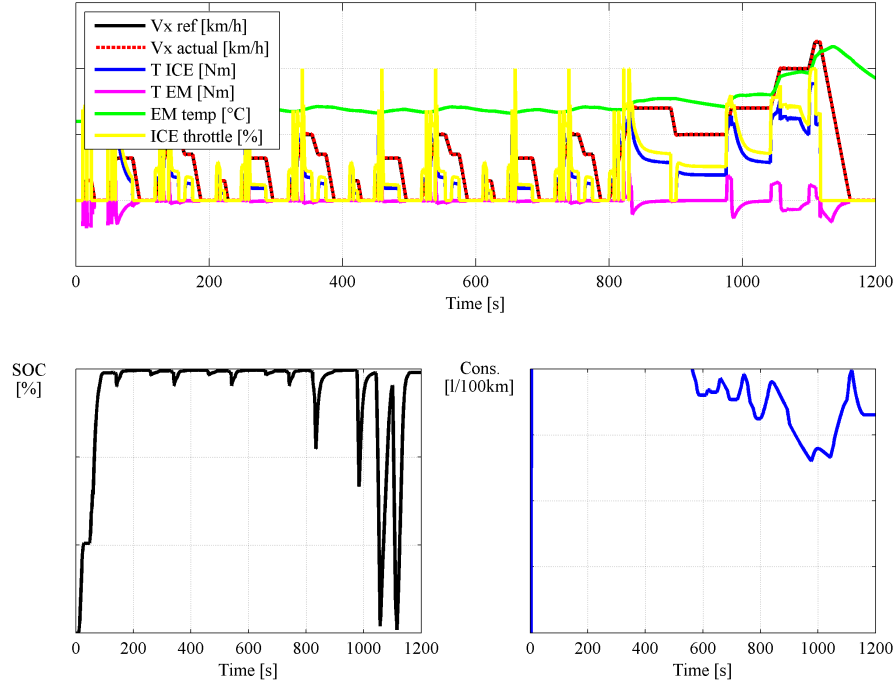 Vx ref [km/h]
Vx actual [km/h]
T ICE [Nm]
T EM [Nm]
EM temp [°C]
ICE throttle [%]
0 200 400 600 800 1000 1200
Time [s]
SOC
[%]
0 200 400 600 800 1000 1200
Time [s]
Cons.
[l/100km]
0 200 400 600 800 1000 1200
Time [s]